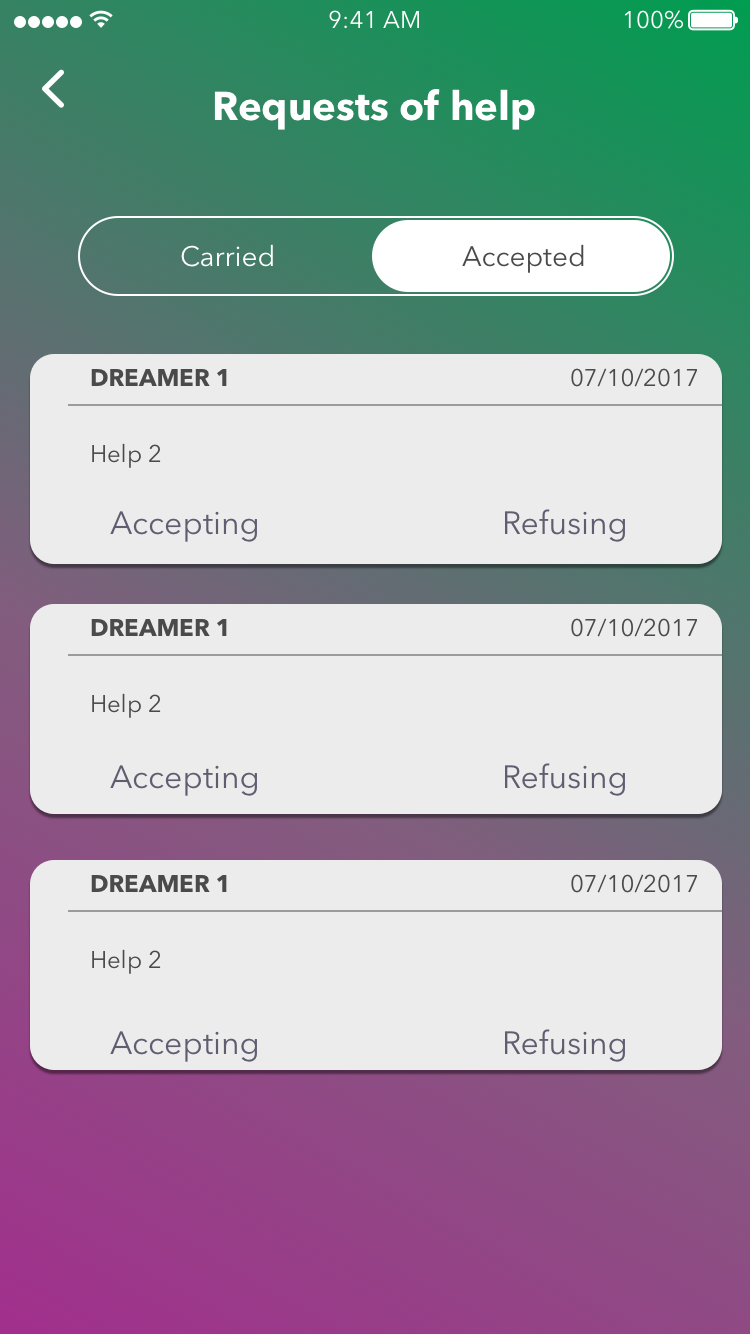 9:41 AM 100%
Requests of help
Carried Accepted
DREAMER 1 07/10/2017
Help 2
Accepting Refusing
DREAMER 1 07/10/2017
Help 2
Accepting Refusing
DREAMER 1 07/10/2017
Help 2
Accepting Refusing